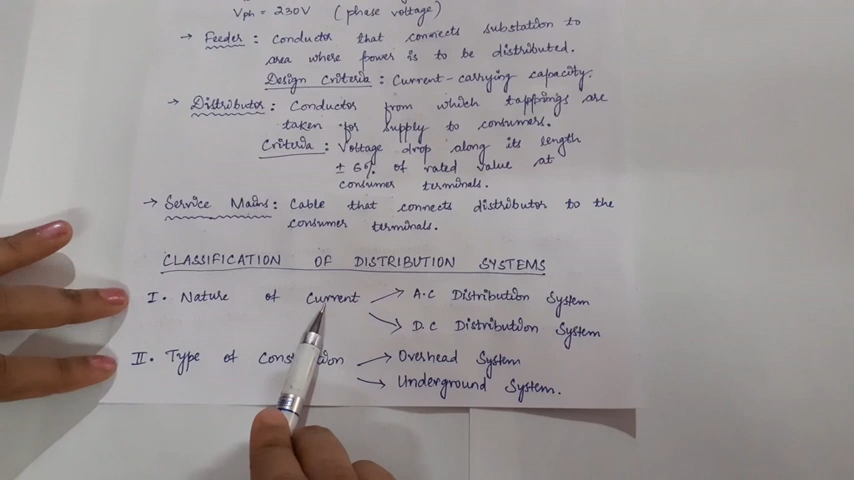 Vph = 230V (phase voltage)
→ Feeder : Conductor that connects substation to
area where power is to be distributed.
Design Criteria : Current-carrying capacity.
→ Distributor : Conductor from which tappings are
taken for supply to consumers.
Criteria : Voltage drop along its length
± 6% of rated value at
consumer terminals.
→ Service Mains : Cable that connects distributor to the
consumer terminals.
CLASSIFICATION OF DISTRIBUTION SYSTEMS
I. Nature of Current → A.C Distribution System
→ D.C Distribution System
II. Type of → Overhead System
→ Underground System.